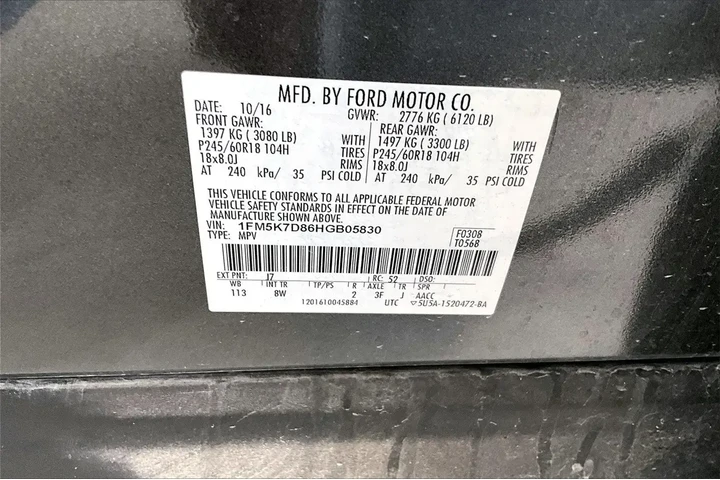 MFD. BY FORD MOTOR CO.
DATE: 10/16 GVWR: 2776 KG ( 6120 LB)
FRONT GAWR: REAR GAWR:
1397 KG ( 3080 LB) WITH 1497 KG ( 3300 LB) WITH
P245/60R18 104H TIRES P245/60R18 104H TIRES
18x8.0J RIMS 18x8.0J RIMS
AT 240 kPa/ 35 PSI COLD AT 240 kPa/ 35 PSI COLD
THIS VEHICLE CONFORMS TO ALL APPLICABLE FEDERAL MOTOR
VEHICLE SAFETY STANDARDS IN EFFECT ON THE DATE OF
MANUFACTURE SHOWN ABOVE.
VIN: 1FM5K7D86HGB05830 F0308
TYPE: MPV T0568
EXT PNT: J7 RC: 52 DSO:
WB INT TR TP/PS R AXLE TR SPR
113 8W 2 3F J AACC
1201610045884 UTC ▽5U5A-1520472-BA